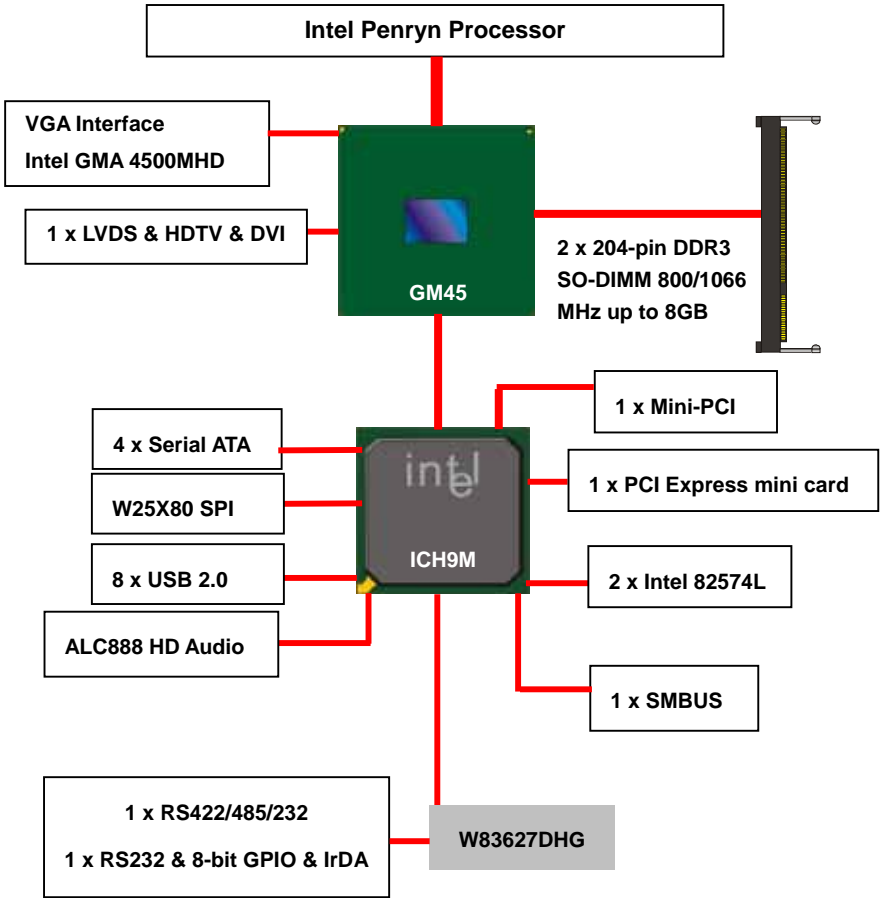 Intel Penryn Processor
VGA Interface
Intel GMA 4500MHD
1 x LVDS & HDTV & DVI
GM45
2 x 204-pin DDR3
SO-DIMM 800/1066
MHz up to 8GB
1 x Mini-PCI
4 x Serial ATA
intel
1 x PCI Express mini card
W25X80 SPI
ICH9M
8 x USB 2.0
2 x Intel 82574L
ALC888 HD Audio
1 x SMBUS
1 x RS422/485/232
1 x RS232 & 8-bit GPIO & IrDA
W83627DHG